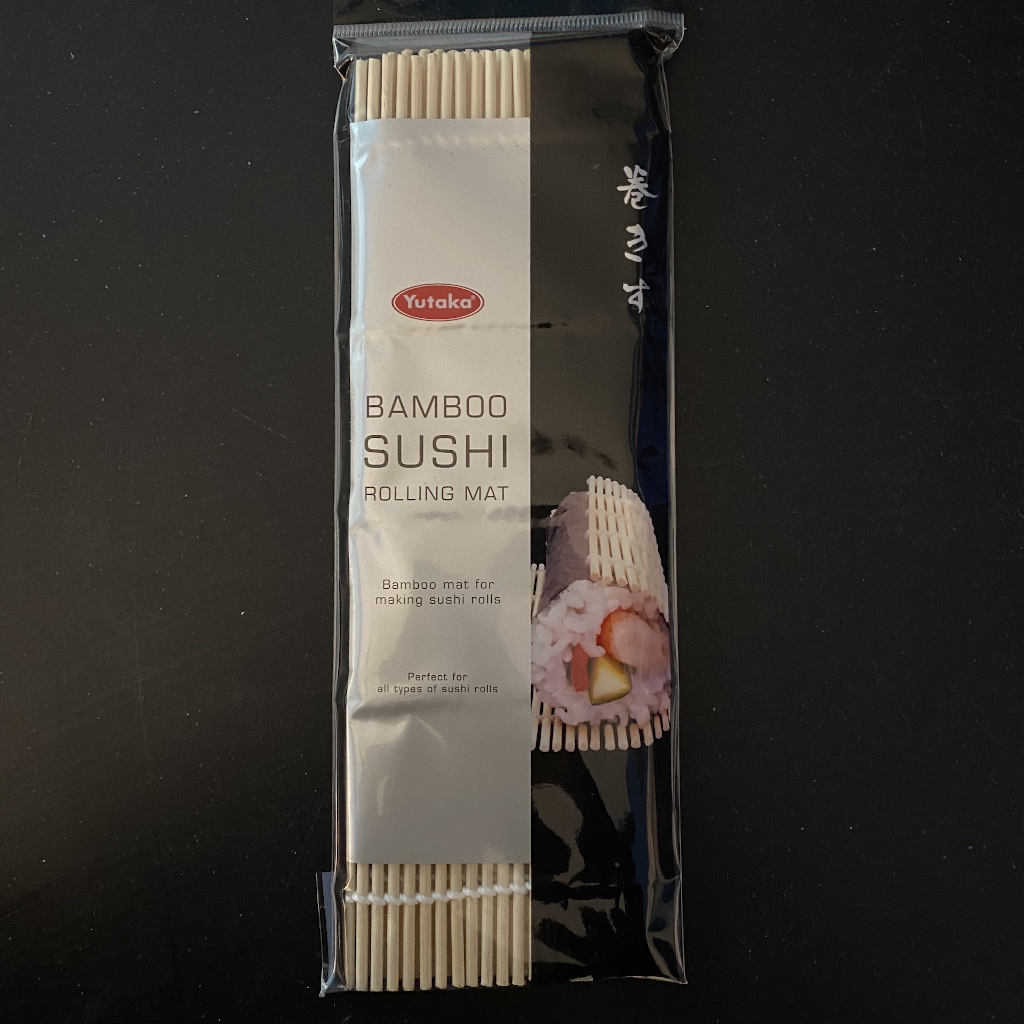 Yutaka®
BAMBOO
SUSHI
ROLLING MAT
Bamboo mat for
making sushi rolls
Perfect for
all types of sushi rolls
巻きす